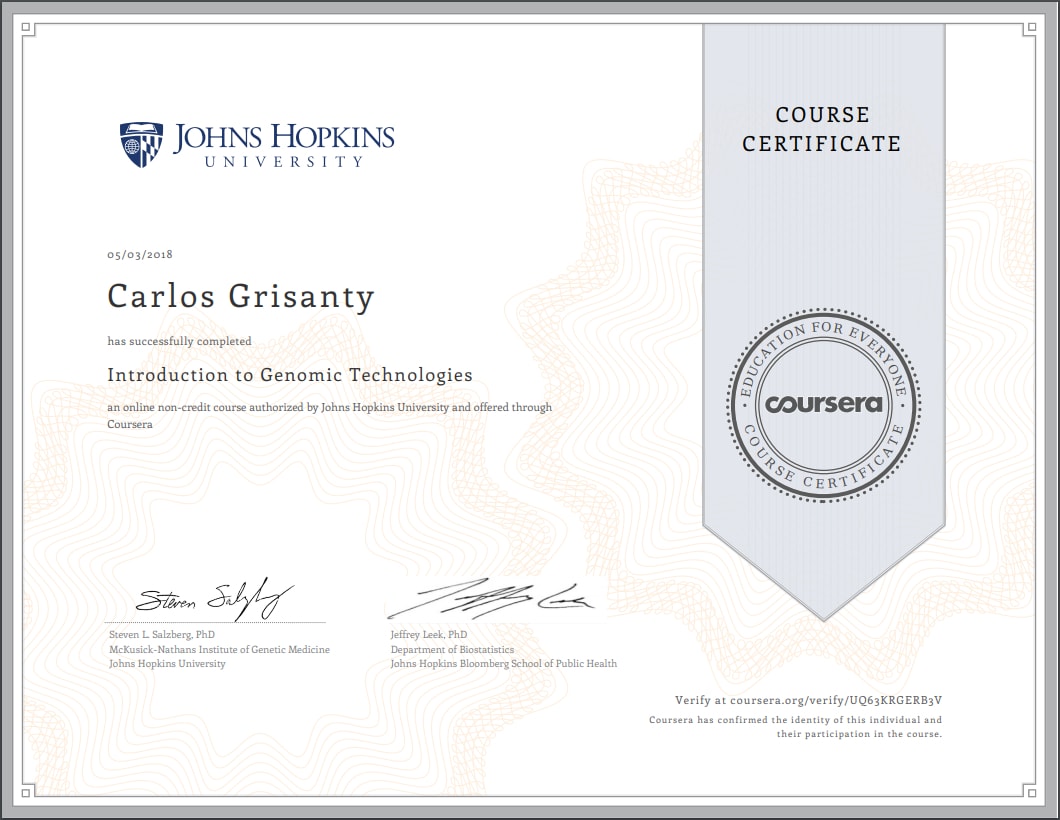 JOHNS HOPKINS
UNIVERSITY
COURSE
CERTIFICATE
05/03/2018
Carlos Grisanty
has successfully completed
Introduction to Genomic Technologies
an online non-credit course authorized by Johns Hopkins University and offered through
Coursera
EDUCATION FOR EVERYONE
coursera
COURSE CERTIFICATE
Steven Salzberg
Steven L. Salzberg, PhD
McKusick-Nathans Institute of Genetic Medicine
Johns Hopkins University
Jeffrey Leek, PhD
Department of Biostatistics
Johns Hopkins Bloomberg School of Public Health
Verify at coursera.org/verify/UQ63KRGERB3V
Coursera has confirmed the identity of this individual and
their participation in the course.